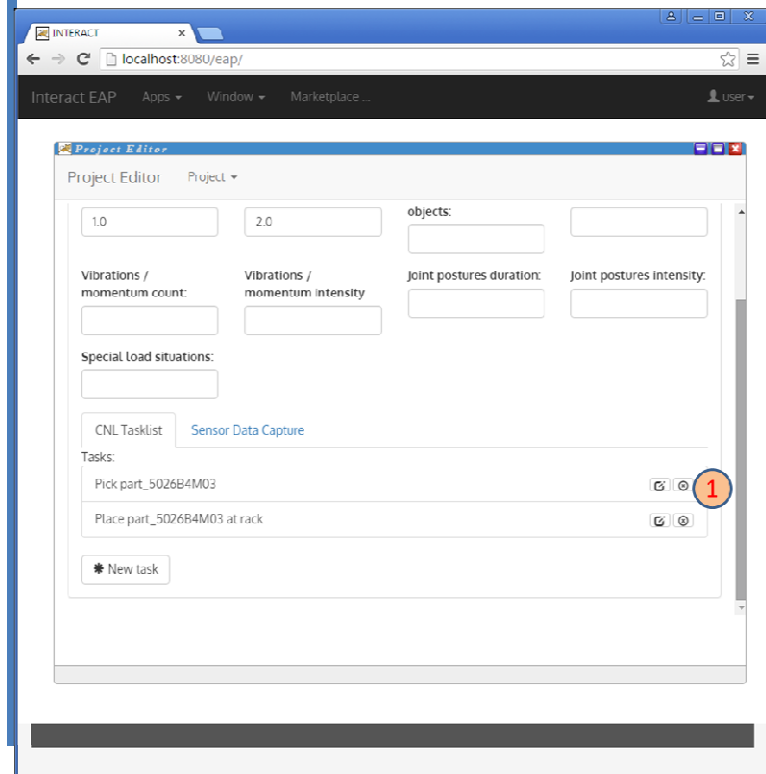 INTERACT x
localhost:8080/eap/
Interact EAP Apps Window Marketplace ... user
Project Editor
Project Editor Project
objects:
1.0 2.0
Vibrations / Vibrations / Joint postures duration: Joint postures intensity:
momentum count: momentum intensity
Special load situations:
CNL Tasklist Sensor Data Capture
Tasks:
Pick part_5026B4M03
1
Place part_5026B4M03 at rack
New task